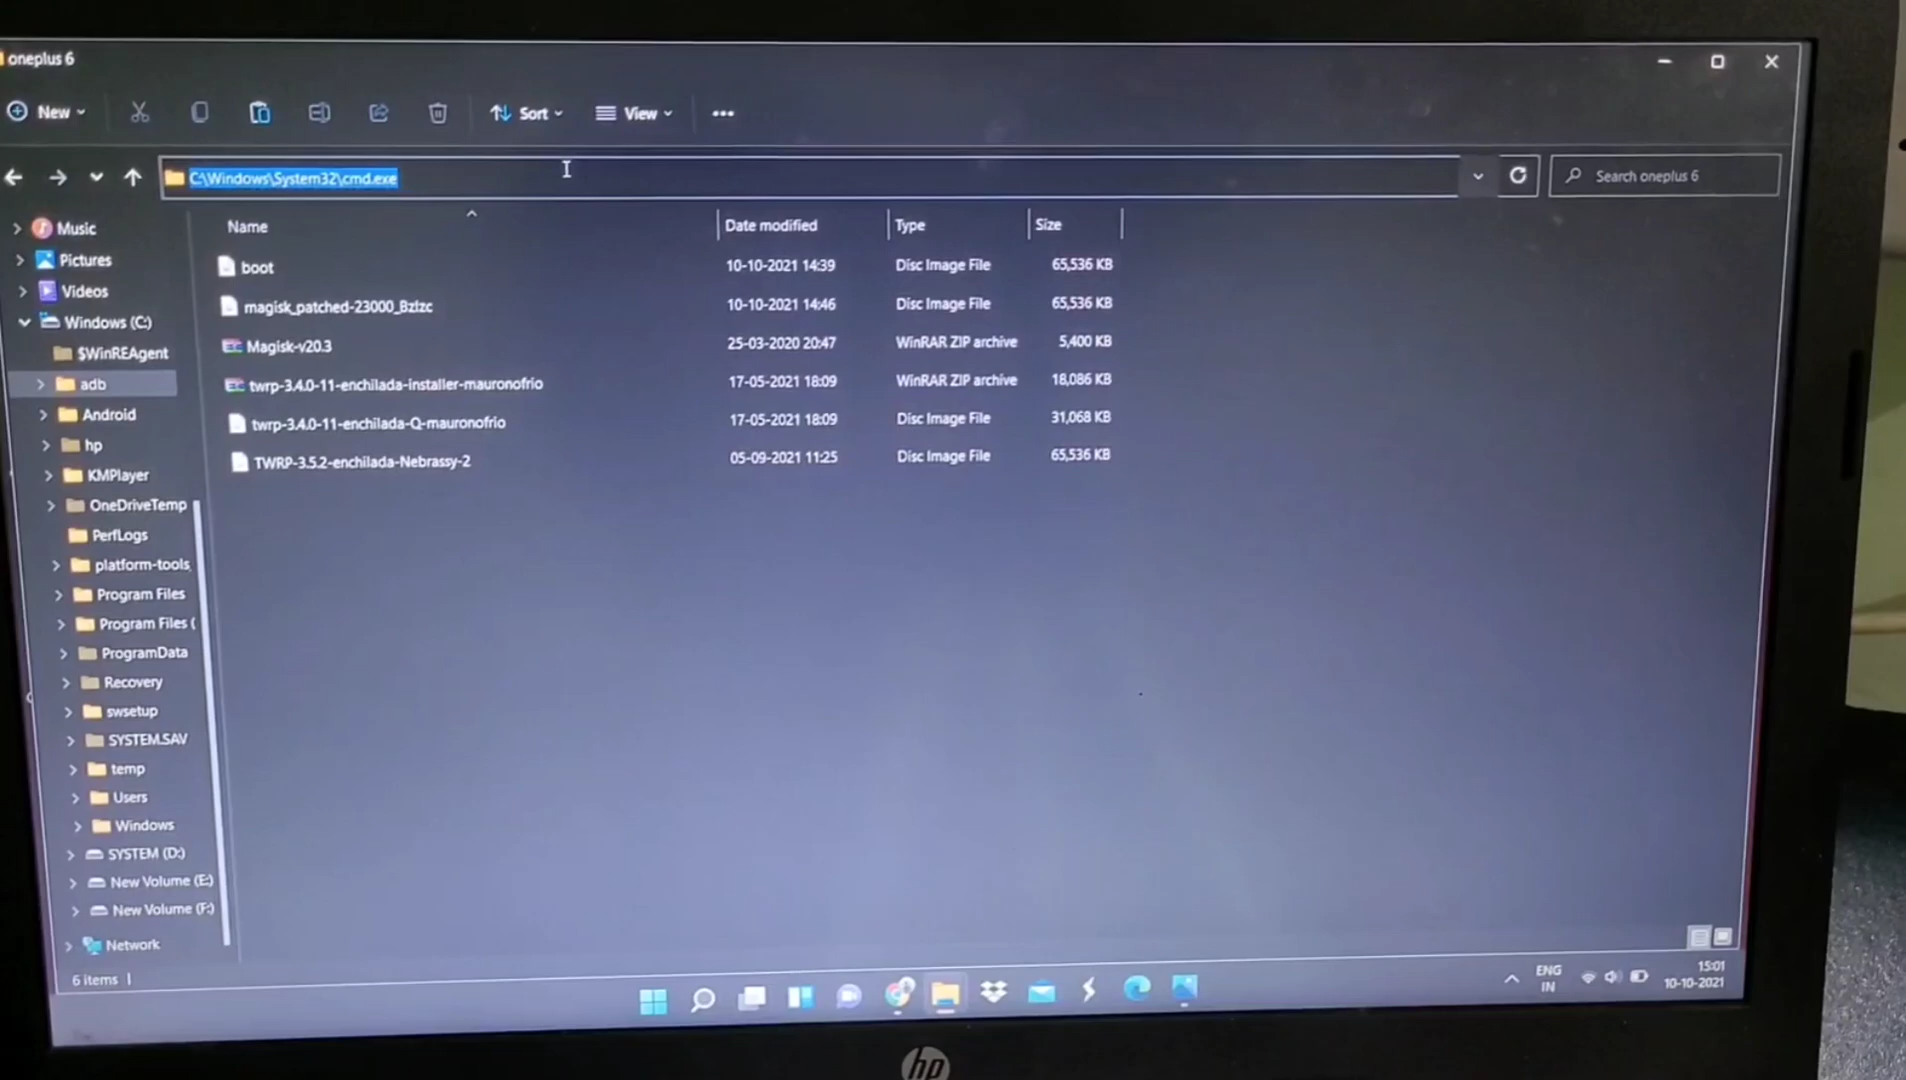 oneplus 6
New
Sort
View
C:\Windows\System32\cmd.exe
Search oneplus 6
Name
Date modified
Type
Size
boot
10-10-2021 14:39
Disc Image File
65,536 KB
magisk_patched-23000_Bzlzc
10-10-2021 14:46
Disc Image File
65,536 KB
Magisk-v20.3
25-03-2020 20:47
WinRAR ZIP archive
5,400 KB
twrp-3.4.0-11-enchilada-installer-mauronofrio
17-05-2021 18:09
WinRAR ZIP archive
18,086 KB
twrp-3.4.0-11-enchilada-Q-mauronofrio
17-05-2021 18:09
Disc Image File
31,068 KB
TWRP-3.5.2-enchilada-Nebrassy-2
05-09-2021 11:25
Disc Image File
65,536 KB
Music
Pictures
Videos
Windows (C:)
$WinREAgent
adb
Android
hp
KMPlayer
OneDriveTemp
PerfLogs
platform-tools
Program Files
Program Files (
ProgramData
Recovery
swsetup
SYSTEM.SAV
temp
Users
Windows
SYSTEM (D:)
New Volume (E:)
New Volume (F:)
Network
6 items
ENG
IN
15:01
10-10-2021
hp